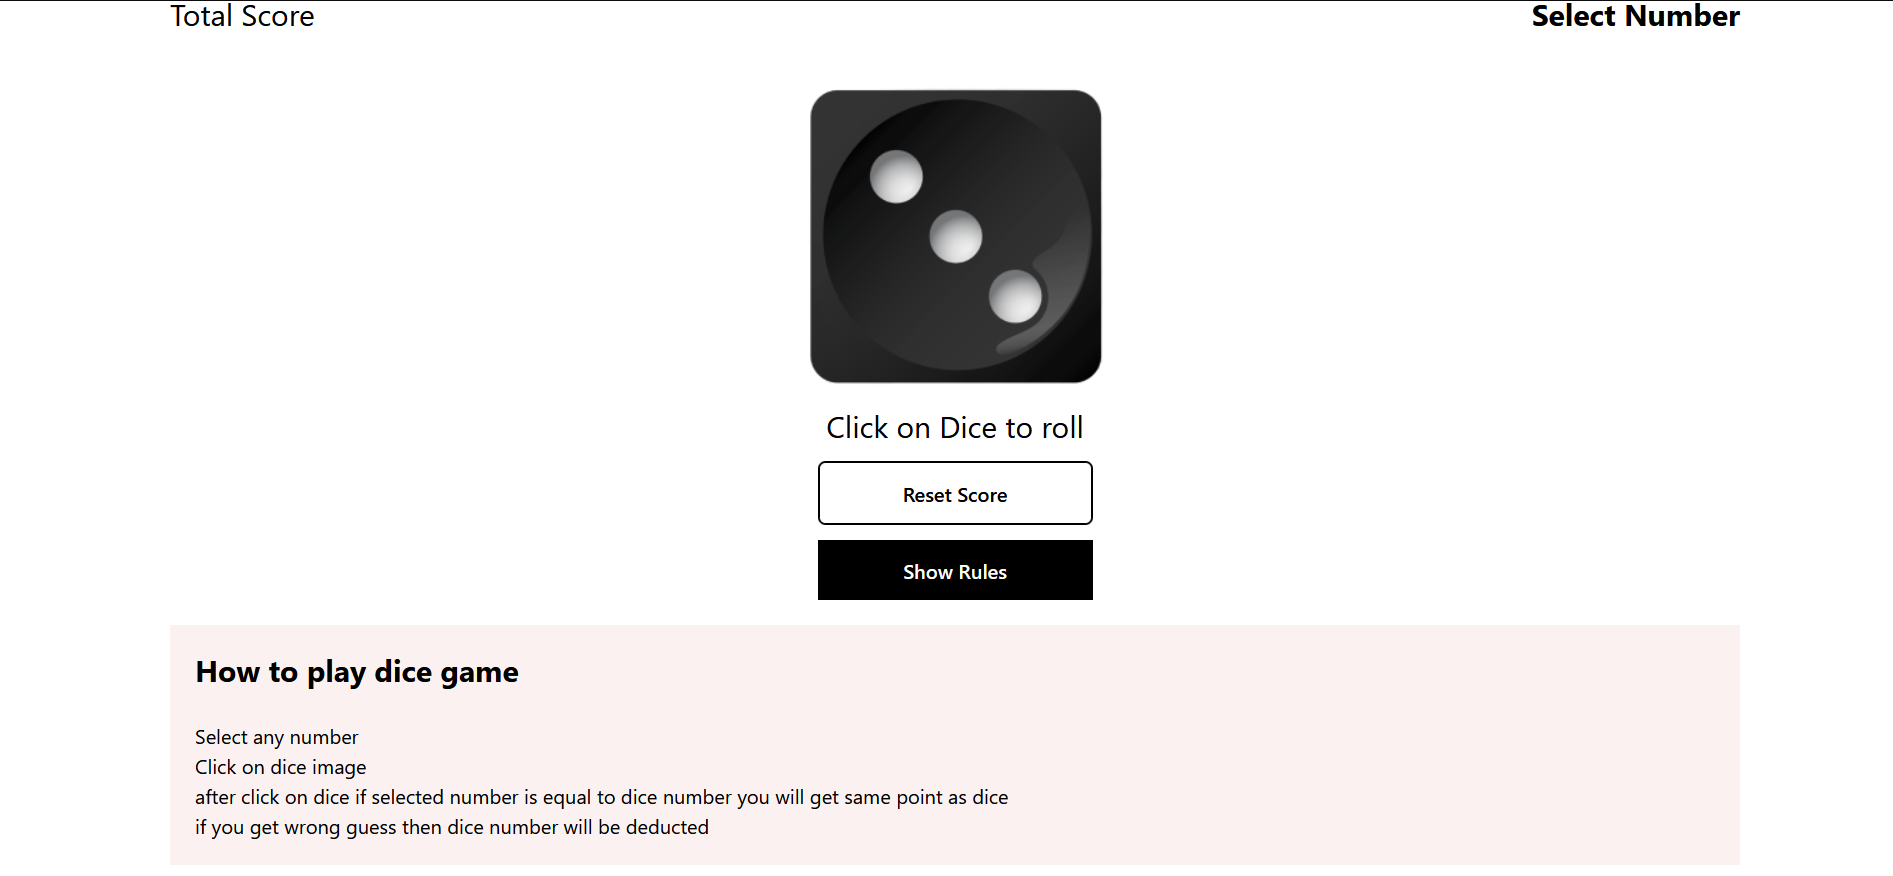 Total Score
Select Number
Click on Dice to roll
Reset Score
Show Rules
How to play dice game
Select any number
Click on dice image
after click on dice if selected number is equal to dice number you will get same point as dice
if you get wrong guess then dice number will be deducted